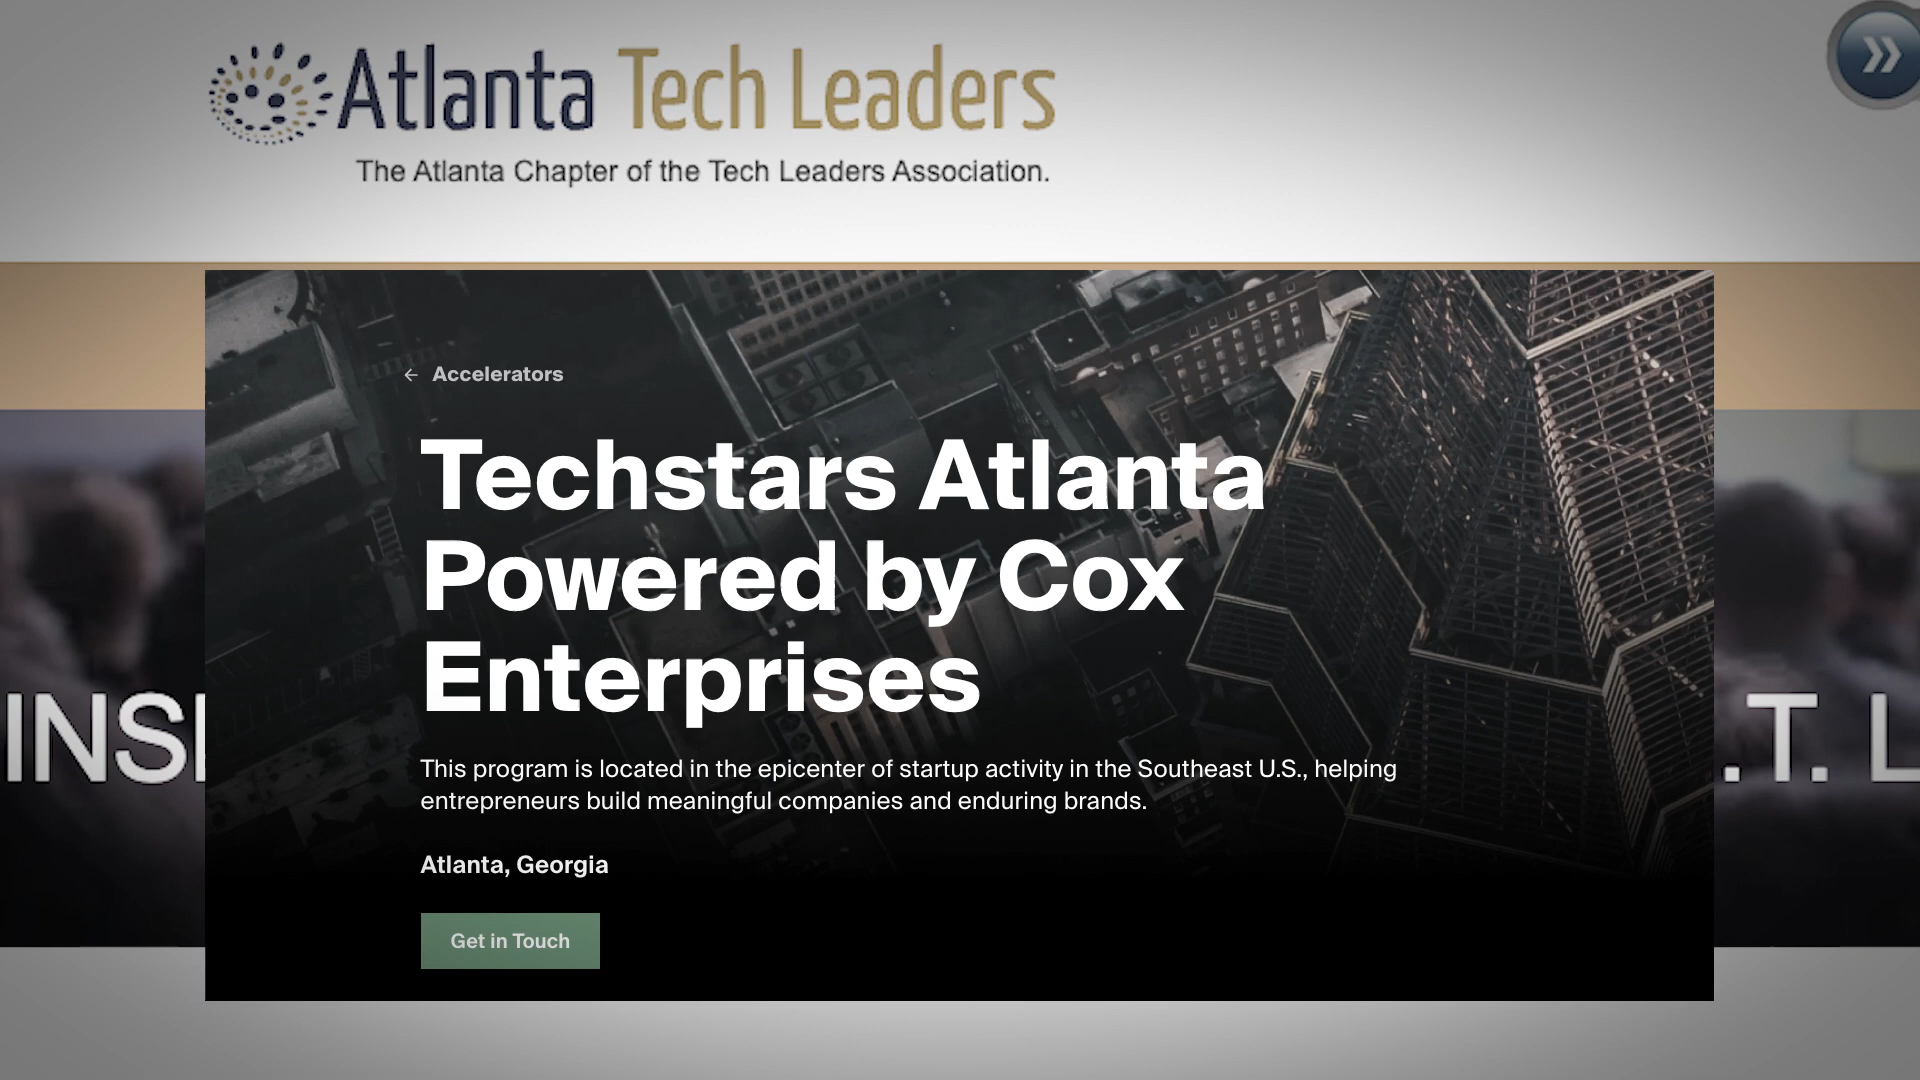 Atlanta Tech Leaders
The Atlanta Chapter of the Tech Leaders Association.
← Accelerators
Techstars Atlanta
Powered by Cox
Enterprises
This program is located in the epicenter of startup activity in the Southeast U.S., helping
entrepreneurs build meaningful companies and enduring brands.
Atlanta, Georgia
Get in Touch